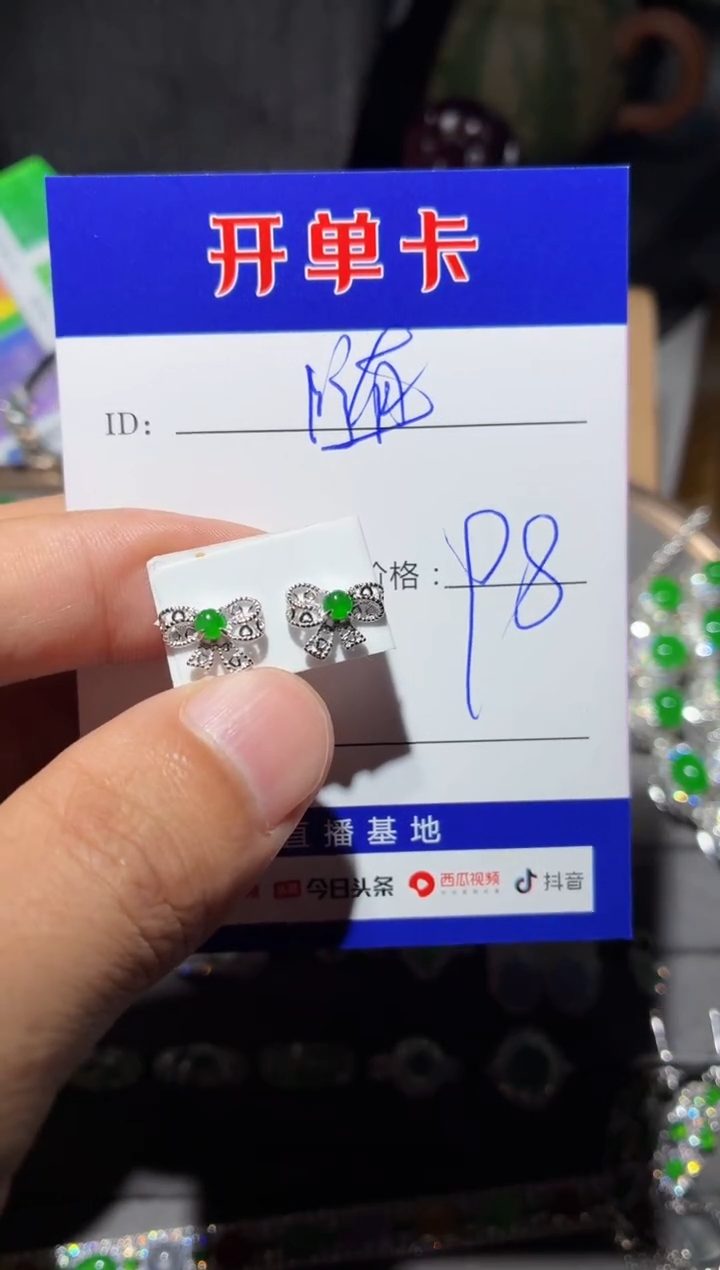 开单卡
ID: 随
价格: P8
直播基地
今日头条 西瓜视频 抖音